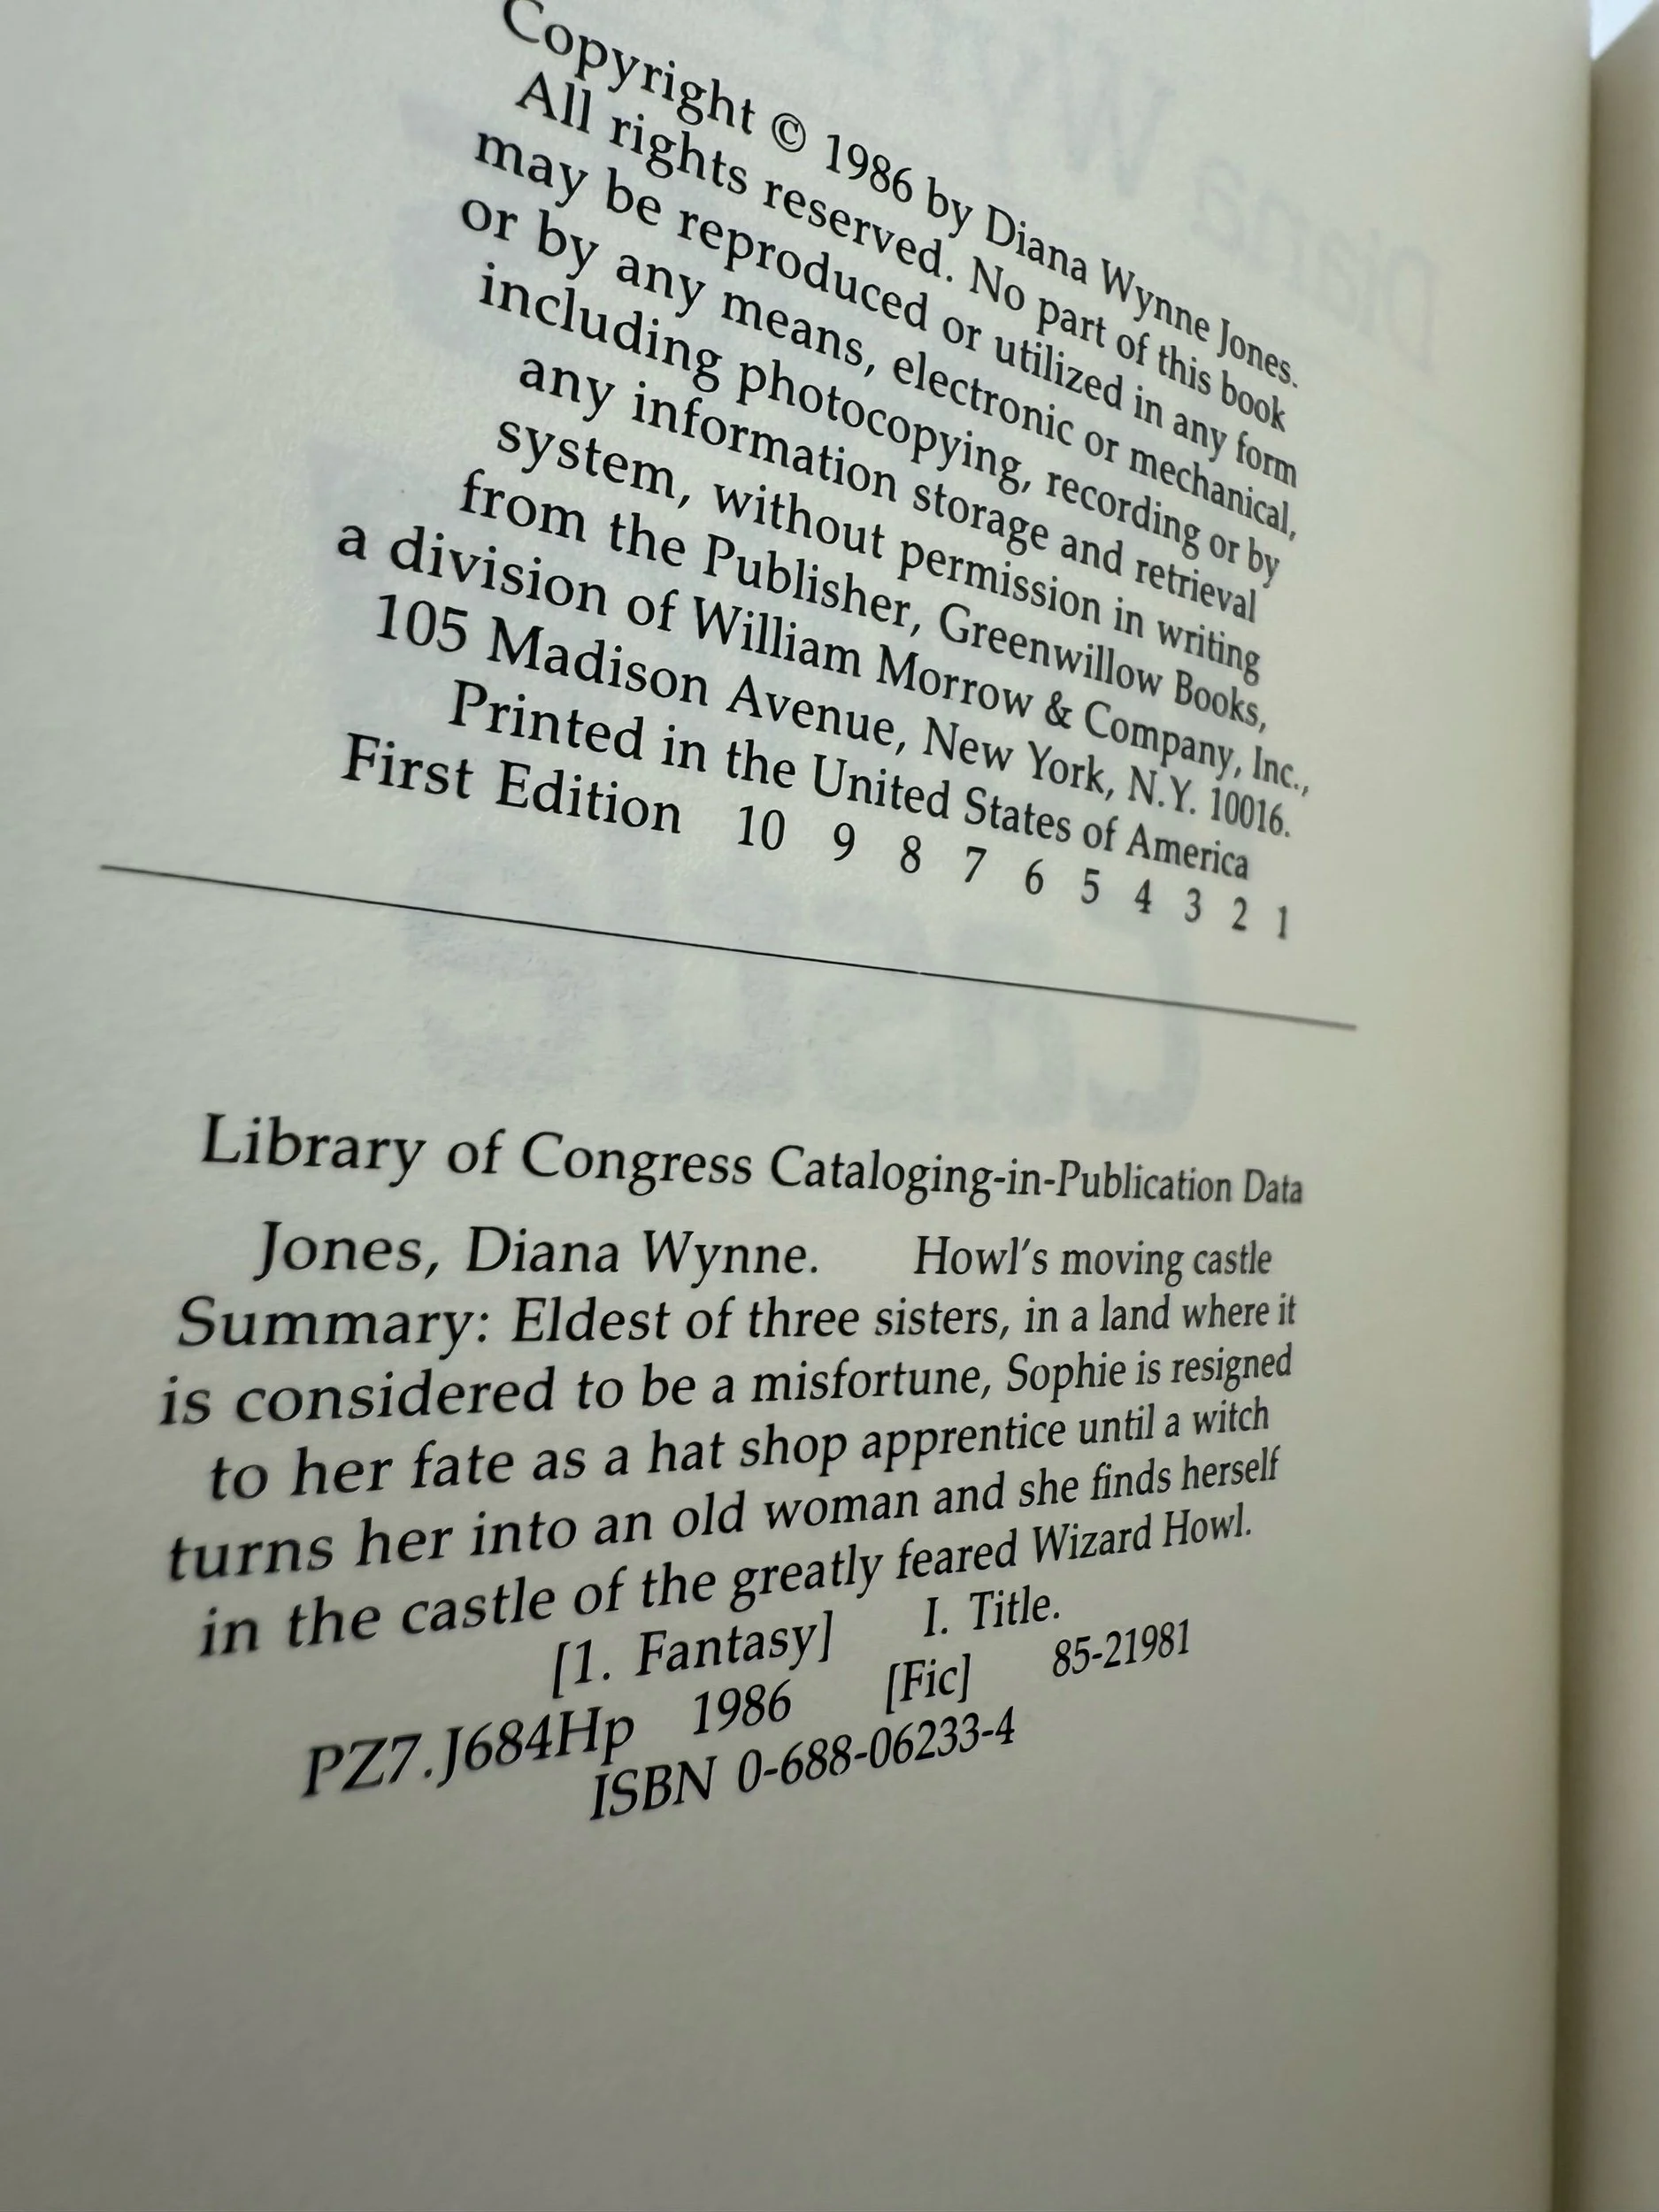 Copyright © 1986 by Diana Wynne Jones.
All rights reserved. No part of this book
may be reproduced or utilized in any form
or by any means, electronic or mechanical,
including photocopying, recording or by
any information storage and retrieval
system, without permission in writing
from the Publisher, Greenwillow Books,
a division of William Morrow & Company, Inc.,
105 Madison Avenue, New York, N.Y. 10016.
Printed in the United States of America
First Edition 10 9 8 7 6 5 4 3 2 1
Library of Congress Cataloging-in-Publication Data
Jones, Diana Wynne. Howl's moving castle
Summary: Eldest of three sisters, in a land where it
is considered to be a misfortune, Sophie is resigned
to her fate as a hat shop apprentice until a witch
turns her into an old woman and she finds herself
in the castle of the greatly feared Wizard Howl.
[1. Fantasy] I. Title.
PZ7.J684Hp 1986 [Fic] 85-21981
ISBN 0-688-06233-4